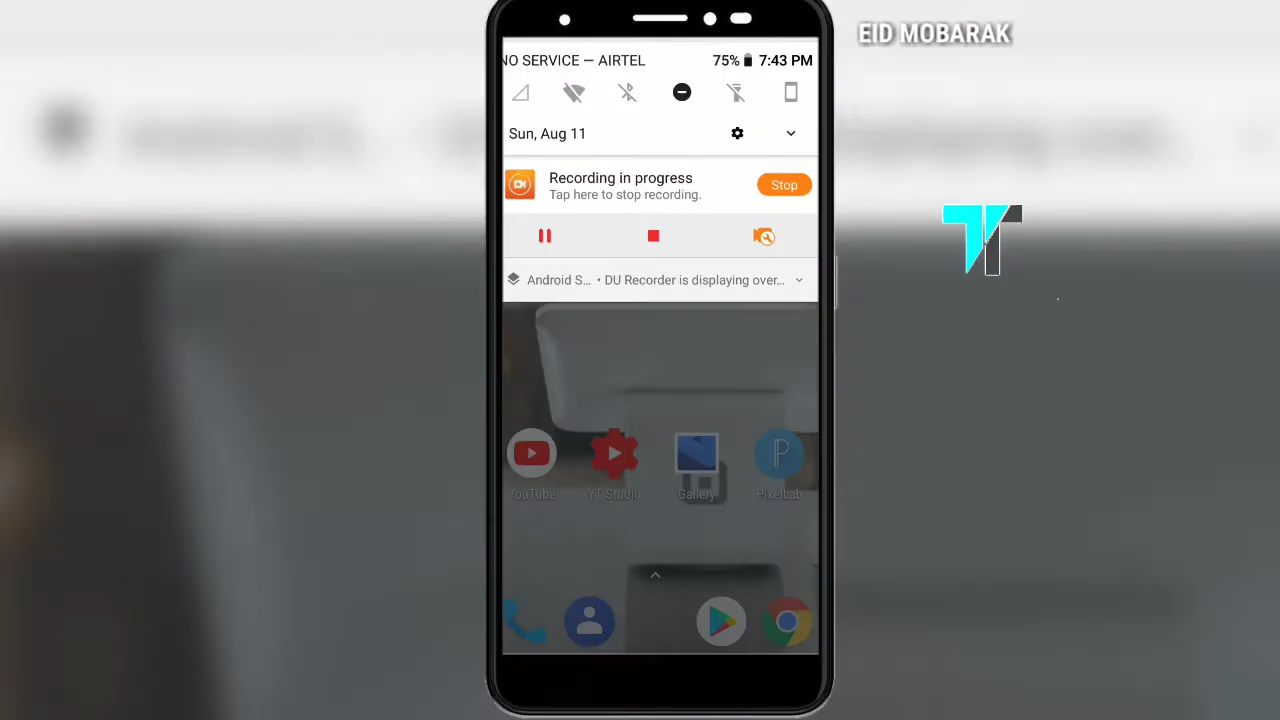 EID MOBARAK
NO SERVICE — AIRTEL 75% 7:43 PM
Sun, Aug 11
Recording in progress
Tap here to stop recording.
Stop
Android S... • DU Recorder is displaying over...
YouTube YT Studio Gallery PixelLab